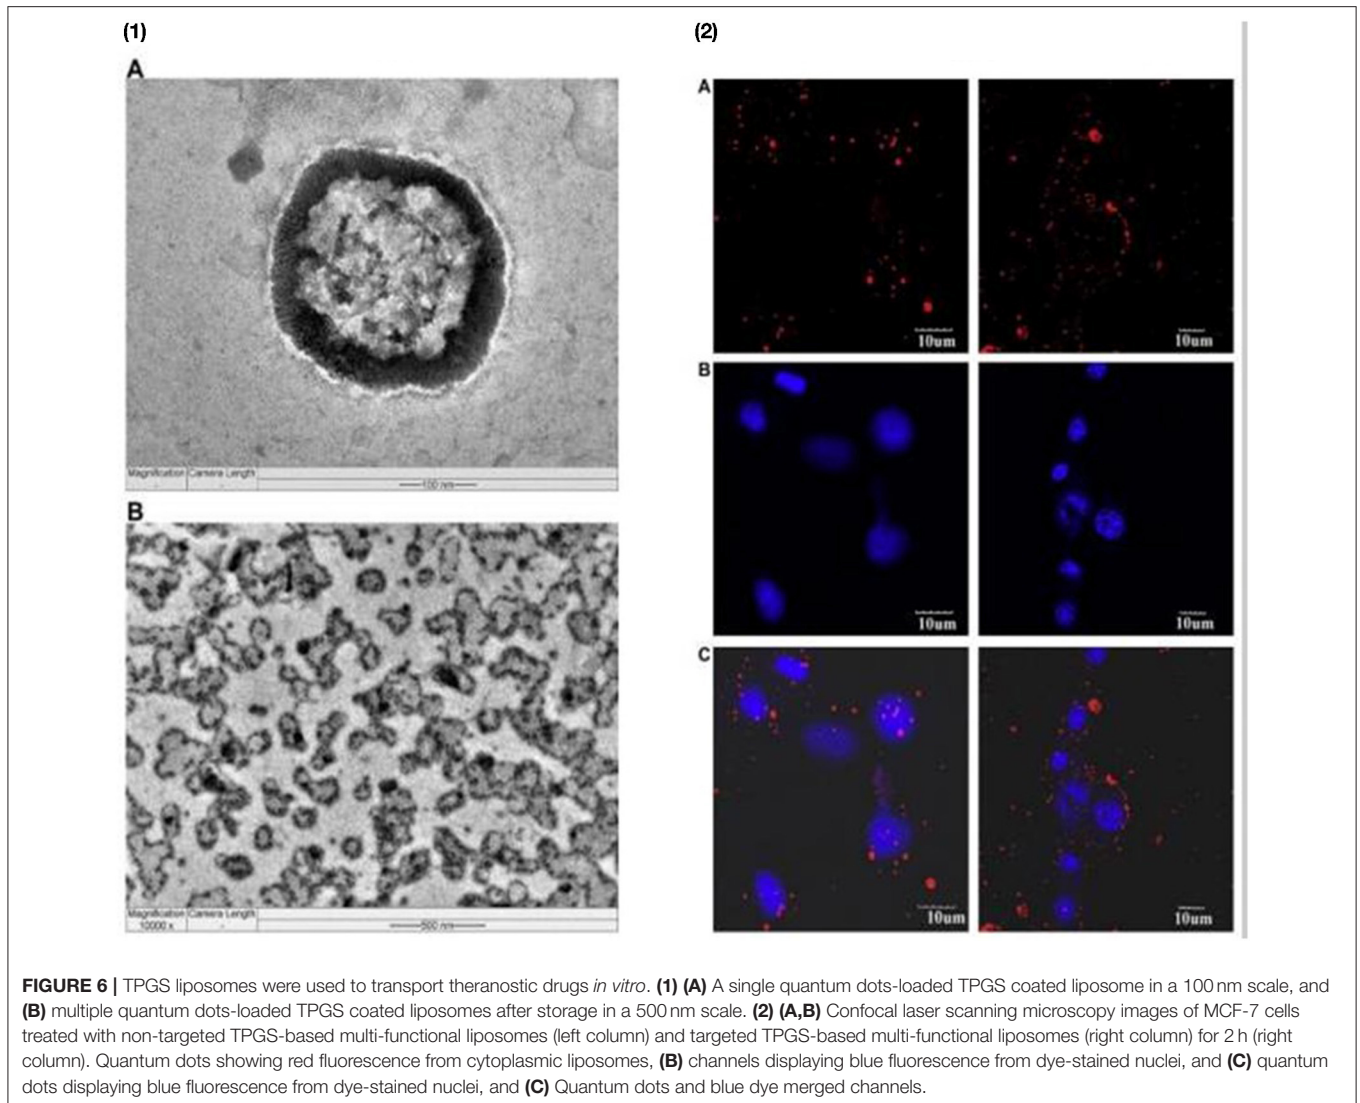 (1)
(2)
A
Magnification Camera Length
- -
100 nm
B
Magnification Camera Length
10000 x -
500 nm
A
10um
10um
B
10um
10um
C
10um
10um
FIGURE 6 | TPGS liposomes were used to transport theranostic drugs in vitro. (1) (A) A single quantum dots-loaded TPGS coated liposome in a 100 nm scale, and
(B) multiple quantum dots-loaded TPGS coated liposomes after storage in a 500 nm scale. (2) (A,B) Confocal laser scanning microscopy images of MCF-7 cells
treated with non-targeted TPGS-based multi-functional liposomes (left column) and targeted TPGS-based multi-functional liposomes (right column) for 2 h (right
column). Quantum dots showing red fluorescence from cytoplasmic liposomes, (B) channels displaying blue fluorescence from dye-stained nuclei, and (C) quantum
dots displaying blue fluorescence from dye-stained nuclei, and (C) Quantum dots and blue dye merged channels.